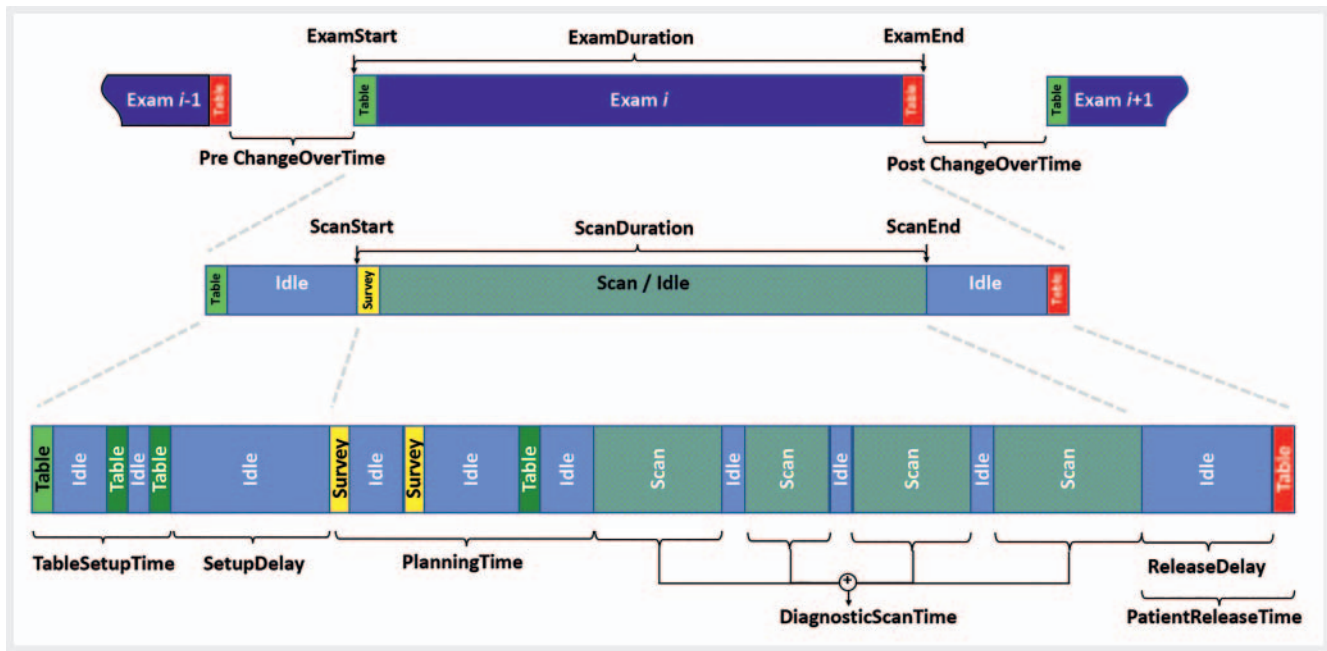 ExamStart ExamDuration ExamEnd
Exam i-1 Table Table Exam i Table Table Exam i+1
Pre ChangeOverTime Post ChangeOverTime
ScanStart ScanDuration ScanEnd
Table Idle Survey Scan / Idle Idle Table
Table Idle Table Idle Table Idle Survey Idle Survey Idle Table Idle Scan Idle Scan Idle Scan Idle Scan Idle Table
TableSetupTime SetupDelay PlanningTime ReleaseDelay
+
DiagnosticScanTime PatientReleaseTime